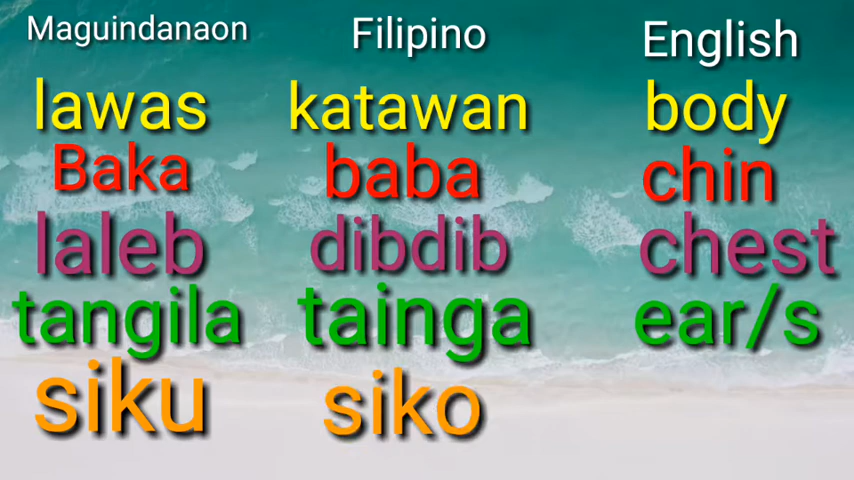 Maguindanaon Filipino English
lawas katawan body
Baka baba chin
laleb dibdib chest
tangila tainga ear/s
siku siko